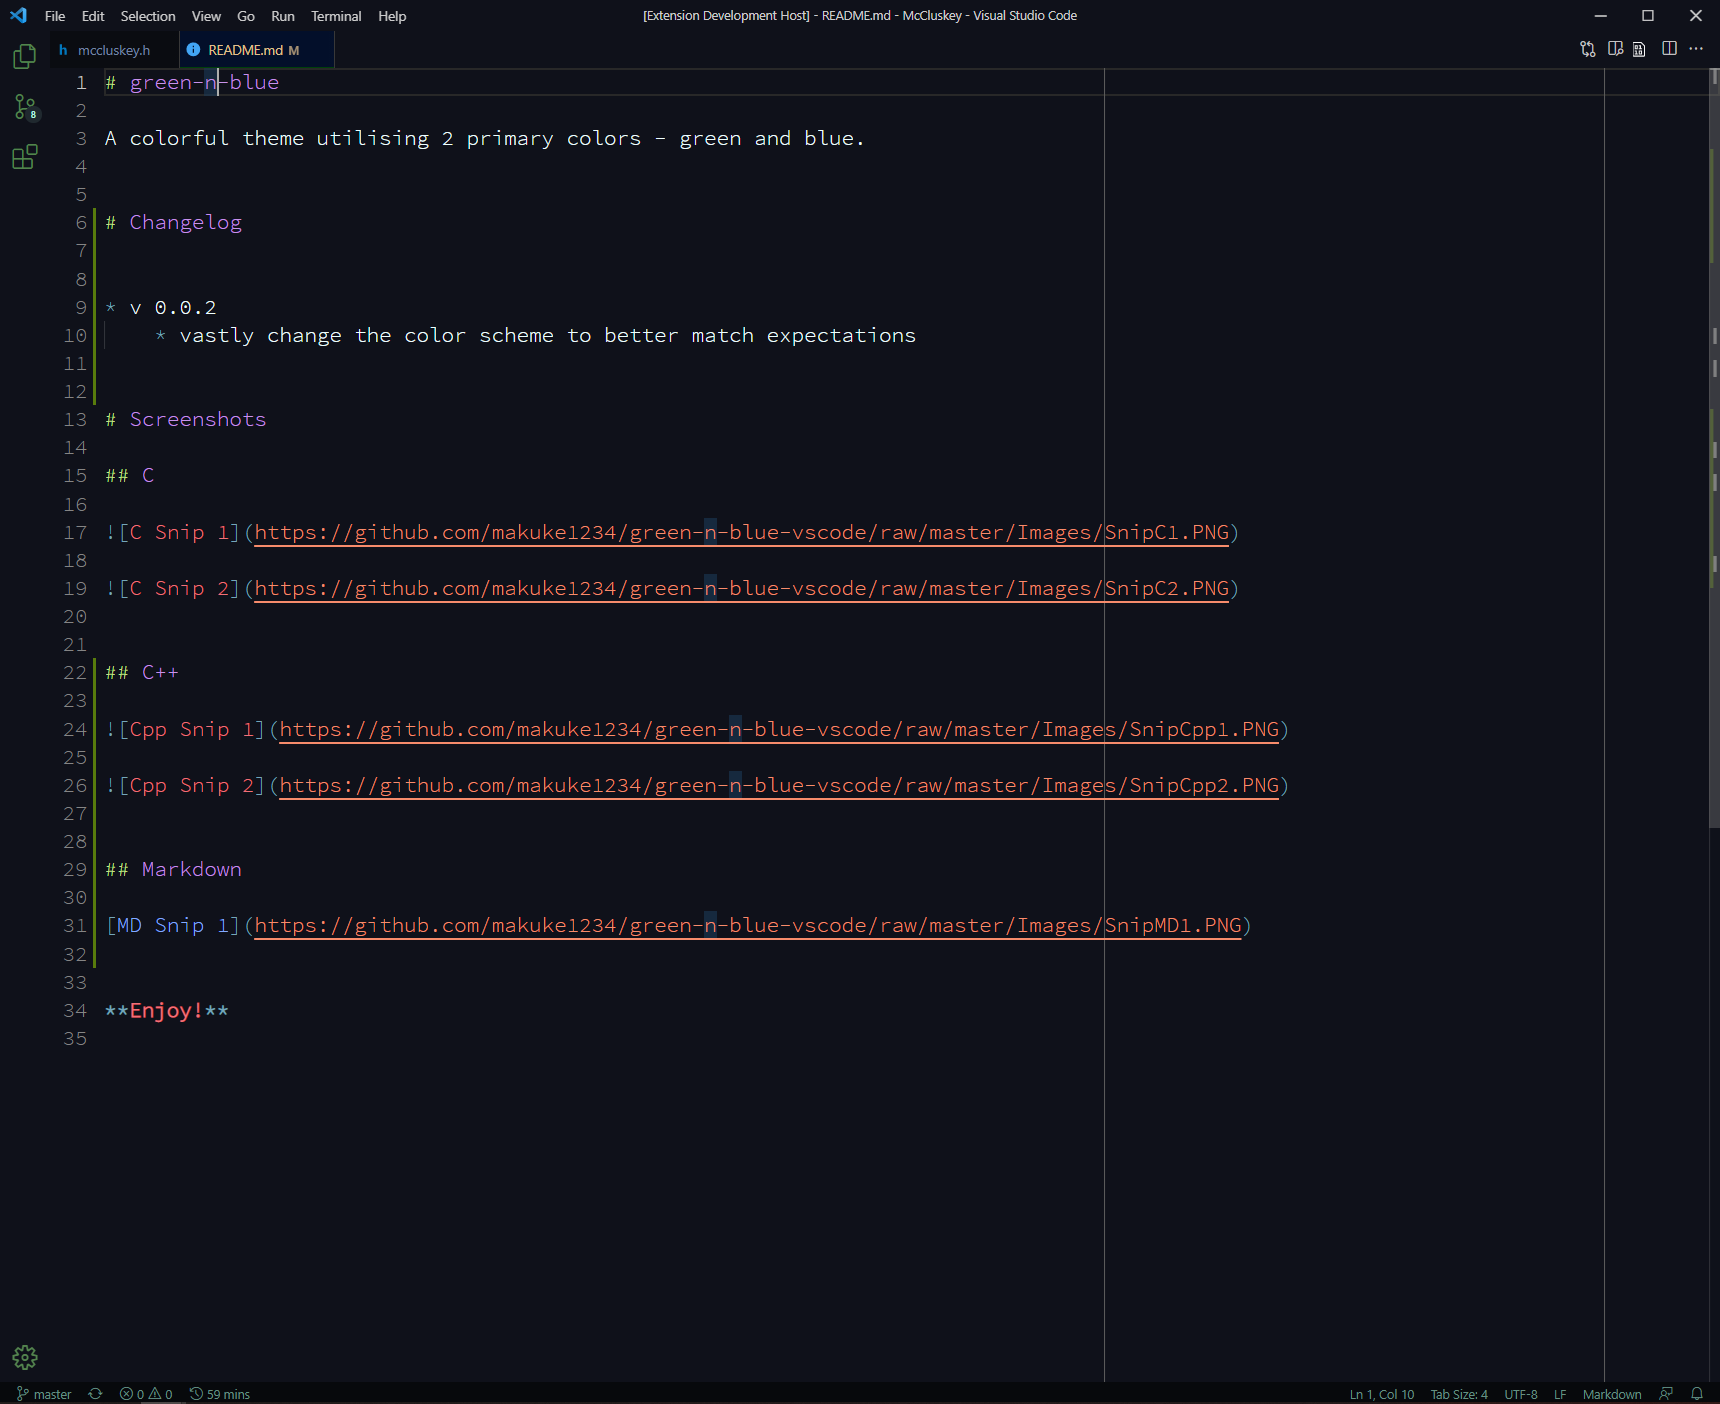 File Edit Selection View Go Run Terminal Help [Extension Development Host] - README.md - McCluskey - Visual Studio Code
h mccluskey.h README.md M
8
1 # green-n-blue
2
3 A colorful theme utilising 2 primary colors - green and blue.
4
5
6 # Changelog
7
8
9 * v 0.0.2
10 * vastly change the color scheme to better match expectations
11
12
13 # Screenshots
14
15 ## C
16
17 ![C Snip 1](https://github.com/makuke1234/green-n-blue-vscode/raw/master/Images/SnipC1.PNG)
18
19 ![C Snip 2](https://github.com/makuke1234/green-n-blue-vscode/raw/master/Images/SnipC2.PNG)
20
21
22 ## C++
23
24 ![Cpp Snip 1](https://github.com/makuke1234/green-n-blue-vscode/raw/master/Images/SnipCpp1.PNG)
25
26 ![Cpp Snip 2](https://github.com/makuke1234/green-n-blue-vscode/raw/master/Images/SnipCpp2.PNG)
27
28
29 ## Markdown
30
31 [MD Snip 1](https://github.com/makuke1234/green-n-blue-vscode/raw/master/Images/SnipMD1.PNG)
32
33
34 **Enjoy!**
35
master 0 0 59 mins Ln 1, Col 10 Tab Size: 4 UTF-8 LF Markdown